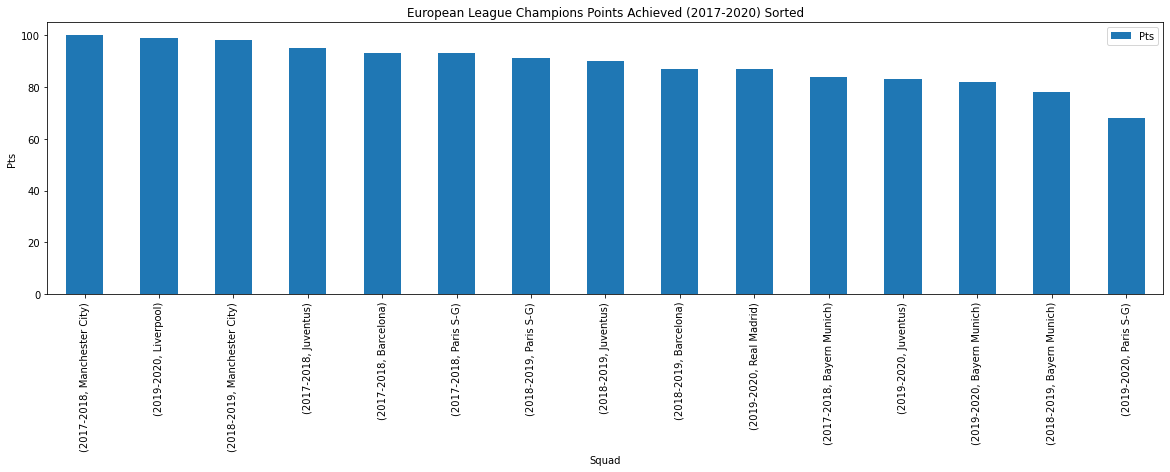 European League Champions Points Achieved (2017-2020) Sorted
Pts
Pts
100
80
60
40
20
0
(2017-2018, Manchester City)
(2019-2020, Liverpool)
(2018-2019, Manchester City)
(2017-2018, Juventus)
(2017-2018, Barcelona)
(2017-2018, Paris S-G)
(2018-2019, Paris S-G)
(2018-2019, Juventus)
(2018-2019, Barcelona)
(2019-2020, Real Madrid)
(2017-2018, Bayern Munich)
(2019-2020, Juventus)
(2019-2020, Bayern Munich)
(2018-2019, Bayern Munich)
(2019-2020, Paris S-G)
Squad